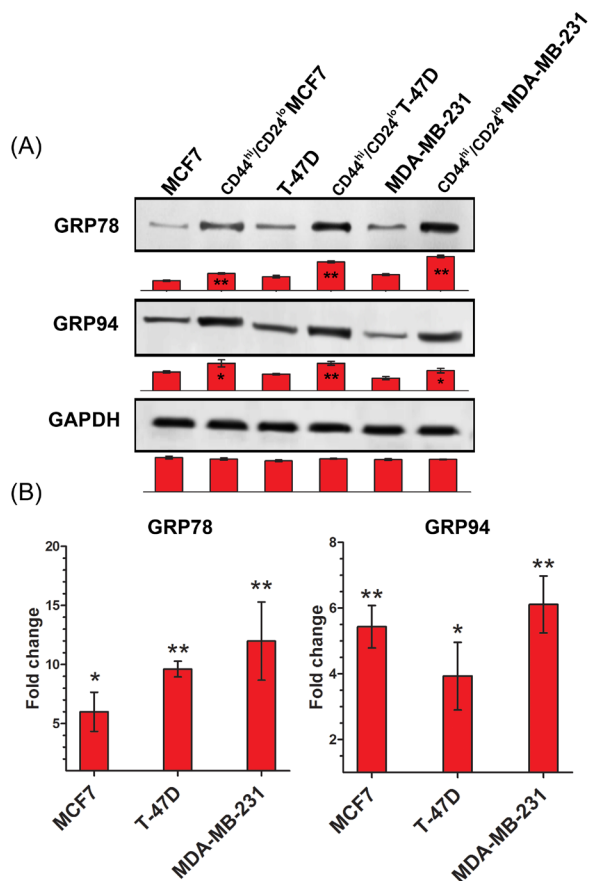 (A)
MCF7
CD44hi/CD24lo MCF7
T-47D
CD44hi/CD24lo T-47D
MDA-MB-231
CD44hi/CD24lo MDA-MB-231
GRP78
** ** **
GRP94
* ** *
GAPDH
(B)
GRP78
Fold change
20
15
10
5
* ** **
MCF7
T-47D
MDA-MB-231
GRP94
Fold change
8
6
4
2
** * **
MCF7
T-47D
MDA-MB-231